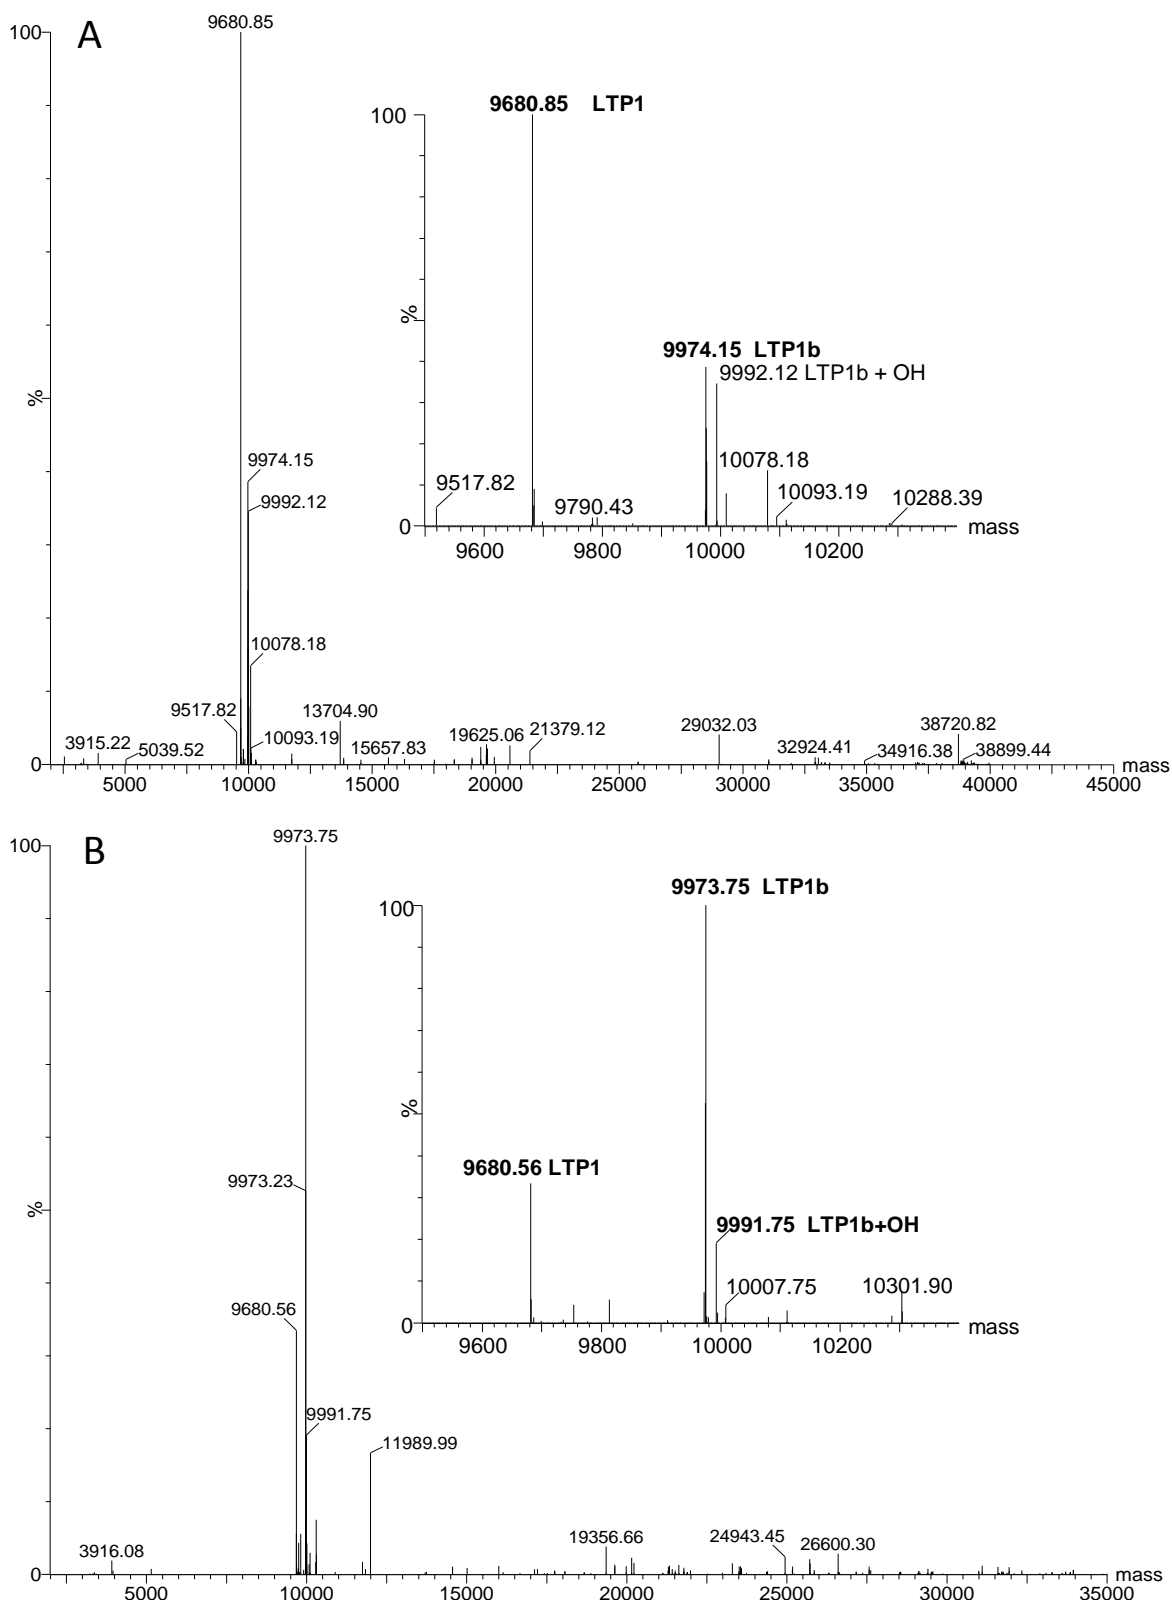 A
100
9680.85
%
9974.15
9992.12
10078.18
9517.82
13704.90
10093.19
3915.22
5039.52
15657.83
19625.06
21379.12
29032.03
32924.41
34916.38
38720.82
38899.44
0
mass
5000 10000 15000 20000 25000 30000 35000 40000 45000
9680.85 LTP1
100
%
9974.15 LTP1b
9992.12 LTP1b + OH
10078.18
9517.82
9790.43
10093.19
10288.39
0
mass
9600 9800 10000 10200
B
100
9973.75
9973.23
%
9680.56
9991.75
11989.99
3916.08
19356.66
24943.45
26600.30
0
mass
5000 10000 15000 20000 25000 30000 35000
9973.75 LTP1b
100
%
9680.56 LTP1
9991.75 LTP1b+OH
10007.75
10301.90
0
mass
9600 9800 10000 10200